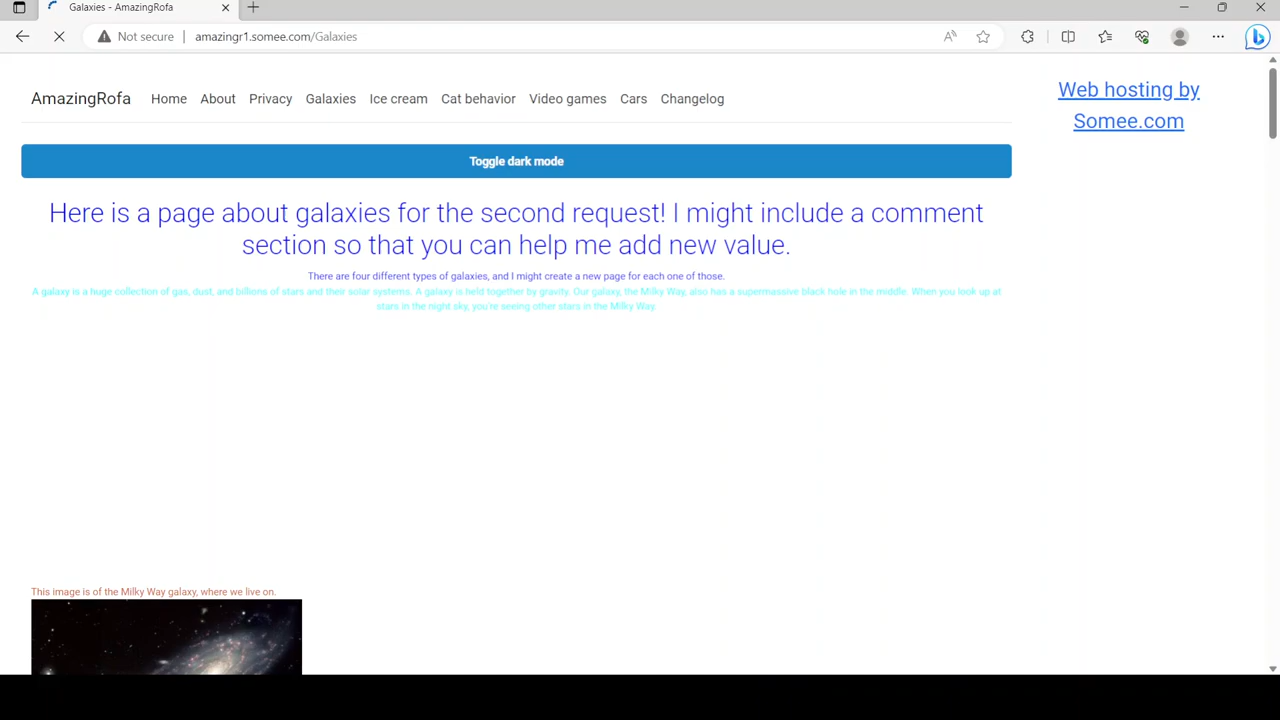 Galaxies - AmazingRofa
Not secure amazingr1.somee.com/Galaxies
AmazingRofa Home About Privacy Galaxies Ice cream Cat behavior Video games Cars Changelog
Web hosting by
Somee.com
Toggle dark mode
Here is a page about galaxies for the second request! I might include a comment
section so that you can help me add new value.
There are four different types of galaxies, and I might create a new page for each one of those.
A galaxy is a huge collection of gas, dust, and billions of stars and their solar systems. A galaxy is held together by gravity. Our galaxy, the Milky Way, also has a supermassive black hole in the middle. When you look up at
stars in the night sky, you're seeing other stars in the Milky Way.
This image is of the Milky Way galaxy, where we live on.